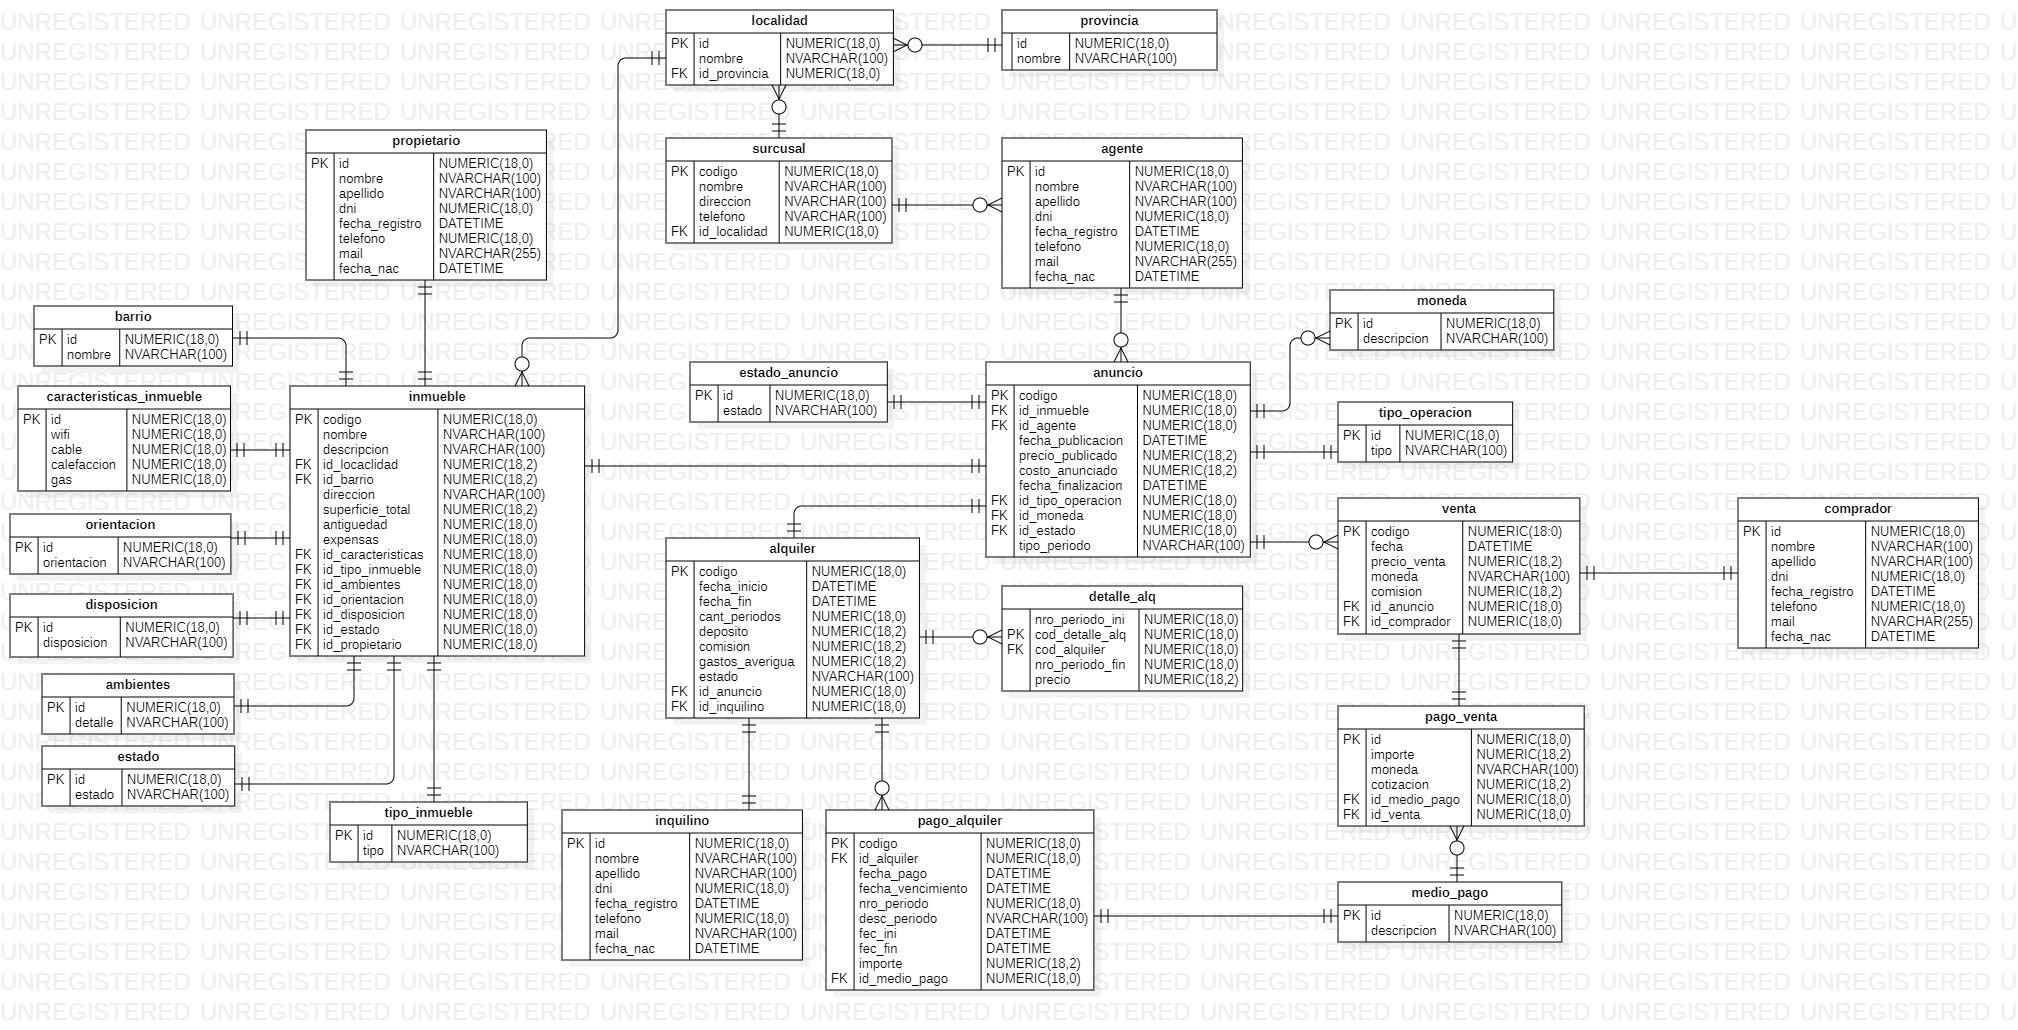 localidad
PK id NUMERIC(18,0)
nombre NVARCHAR(100)
FK id_provincia NUMERIC(18,0)
provincia
id NUMERIC(18,0)
nombre NVARCHAR(100)
propietario
PK id NUMERIC(18,0)
nombre NVARCHAR(100)
apellido NVARCHAR(100)
dni NUMERIC(18,0)
fecha_registro DATETIME
telefono NUMERIC(18,0)
mail NVARCHAR(255)
fecha_nac DATETIME
surcusal
PK codigo NUMERIC(18,0)
nombre NVARCHAR(100)
direccion NVARCHAR(100)
telefono NVARCHAR(100)
FK id_localidad NUMERIC(18,0)
agente
PK id NUMERIC(18,0)
nombre NVARCHAR(100)
apellido NVARCHAR(100)
dni NUMERIC(18,0)
fecha_registro DATETIME
telefono NUMERIC(18,0)
mail NVARCHAR(255)
fecha_nac DATETIME
moneda
PK id NUMERIC(18,0)
descripcion NVARCHAR(100)
barrio
PK id NUMERIC(18,0)
nombre NVARCHAR(100)
estado_anuncio
PK id NUMERIC(18,0)
estado NVARCHAR(100)
anuncio
PK codigo NUMERIC(18,0)
FK id_inmueble NUMERIC(18,0)
FK id_agente NUMERIC(18,0)
fecha_publicacion DATETIME
precio_publicado NUMERIC(18,2)
costo_anunciado NUMERIC(18,2)
fecha_finalizacion DATETIME
FK id_tipo_operacion NUMERIC(18,0)
FK id_moneda NUMERIC(18,0)
FK id_estado NUMERIC(18,0)
tipo_periodo NVARCHAR(100)
tipo_operacion
PK id NUMERIC(18,0)
tipo NVARCHAR(100)
caracteristicas_inmueble
PK id NUMERIC(18,0)
wifi NUMERIC(18,0)
cable NUMERIC(18,0)
calefaccion NUMERIC(18,0)
gas NUMERIC(18,0)
inmueble
PK codigo NUMERIC(18,0)
nombre NVARCHAR(100)
descripcion NVARCHAR(100)
FK id_locaclidad NUMERIC(18,2)
FK id_barrio NUMERIC(18,2)
direccion NVARCHAR(100)
superficie_total NUMERIC(18,2)
antiguedad NUMERIC(18,0)
expensas NUMERIC(18,0)
FK id_caracteristicas NUMERIC(18,0)
FK id_tipo_inmueble NUMERIC(18,0)
FK id_ambientes NUMERIC(18,0)
FK id_orientacion NUMERIC(18,0)
FK id_disposicion NUMERIC(18,0)
FK id_estado NUMERIC(18,0)
FK id_propietario NUMERIC(18,0)
venta
PK codigo NUMERIC(18:0)
fecha DATETIME
precio_venta NUMERIC(18,2)
moneda NVARCHAR(100)
comision NUMERIC(18,2)
FK id_anuncio NUMERIC(18,0)
FK id_comprador NUMERIC(18,0)
comprador
PK id NUMERIC(18,0)
nombre NVARCHAR(100)
apellido NVARCHAR(100)
dni NUMERIC(18,0)
fecha_registro DATETIME
telefono NUMERIC(18,0)
mail NVARCHAR(255)
fecha_nac DATETIME
orientacion
PK id NUMERIC(18,0)
orientacion NVARCHAR(100)
alquiler
PK codigo NUMERIC(18,0)
fecha_inicio DATETIME
fecha_fin DATETIME
cant_periodos NUMERIC(18,0)
deposito NUMERIC(18,2)
comision NUMERIC(18,2)
gastos_averigua NUMERIC(18,2)
estado NVARCHAR(100)
FK id_anuncio NUMERIC(18,0)
FK id_inquilino NUMERIC(18,0)
detalle_alq
nro_periodo_ini NUMERIC(18,0)
PK cod_detalle_alq NUMERIC(18,0)
FK cod_alquiler NUMERIC(18,0)
nro_periodo_fin NUMERIC(18,0)
precio NUMERIC(18,2)
disposicion
PK id NUMERIC(18,0)
disposicion NVARCHAR(100)
ambientes
PK id NUMERIC(18,0)
detalle NVARCHAR(100)
estado
PK id NUMERIC(18,0)
estado NVARCHAR(100)
tipo_inmueble
PK id NUMERIC(18,0)
tipo NVARCHAR(100)
inquilino
PK id NUMERIC(18,0)
nombre NVARCHAR(100)
apellido NVARCHAR(100)
dni NUMERIC(18,0)
fecha_registro DATETIME
telefono NUMERIC(18,0)
mail NVARCHAR(100)
fecha_nac DATETIME
pago_alquiler
PK codigo NUMERIC(18,0)
FK id_alquiler NUMERIC(18,0)
fecha_pago DATETIME
fecha_vencimiento DATETIME
nro_periodo NUMERIC(18,0)
desc_periodo NVARCHAR(100)
fec_ini DATETIME
fec_fin DATETIME
importe NUMERIC(18,2)
FK id_medio_pago NUMERIC(18,0)
pago_venta
PK id NUMERIC(18,0)
importe NUMERIC(18,2)
moneda NVARCHAR(100)
cotizacion NUMERIC(18,2)
FK id_medio_pago NUMERIC(18,0)
FK id_venta NUMERIC(18,0)
medio_pago
PK id NUMERIC(18,0)
descripcion NVARCHAR(100)
UNREGISTERED